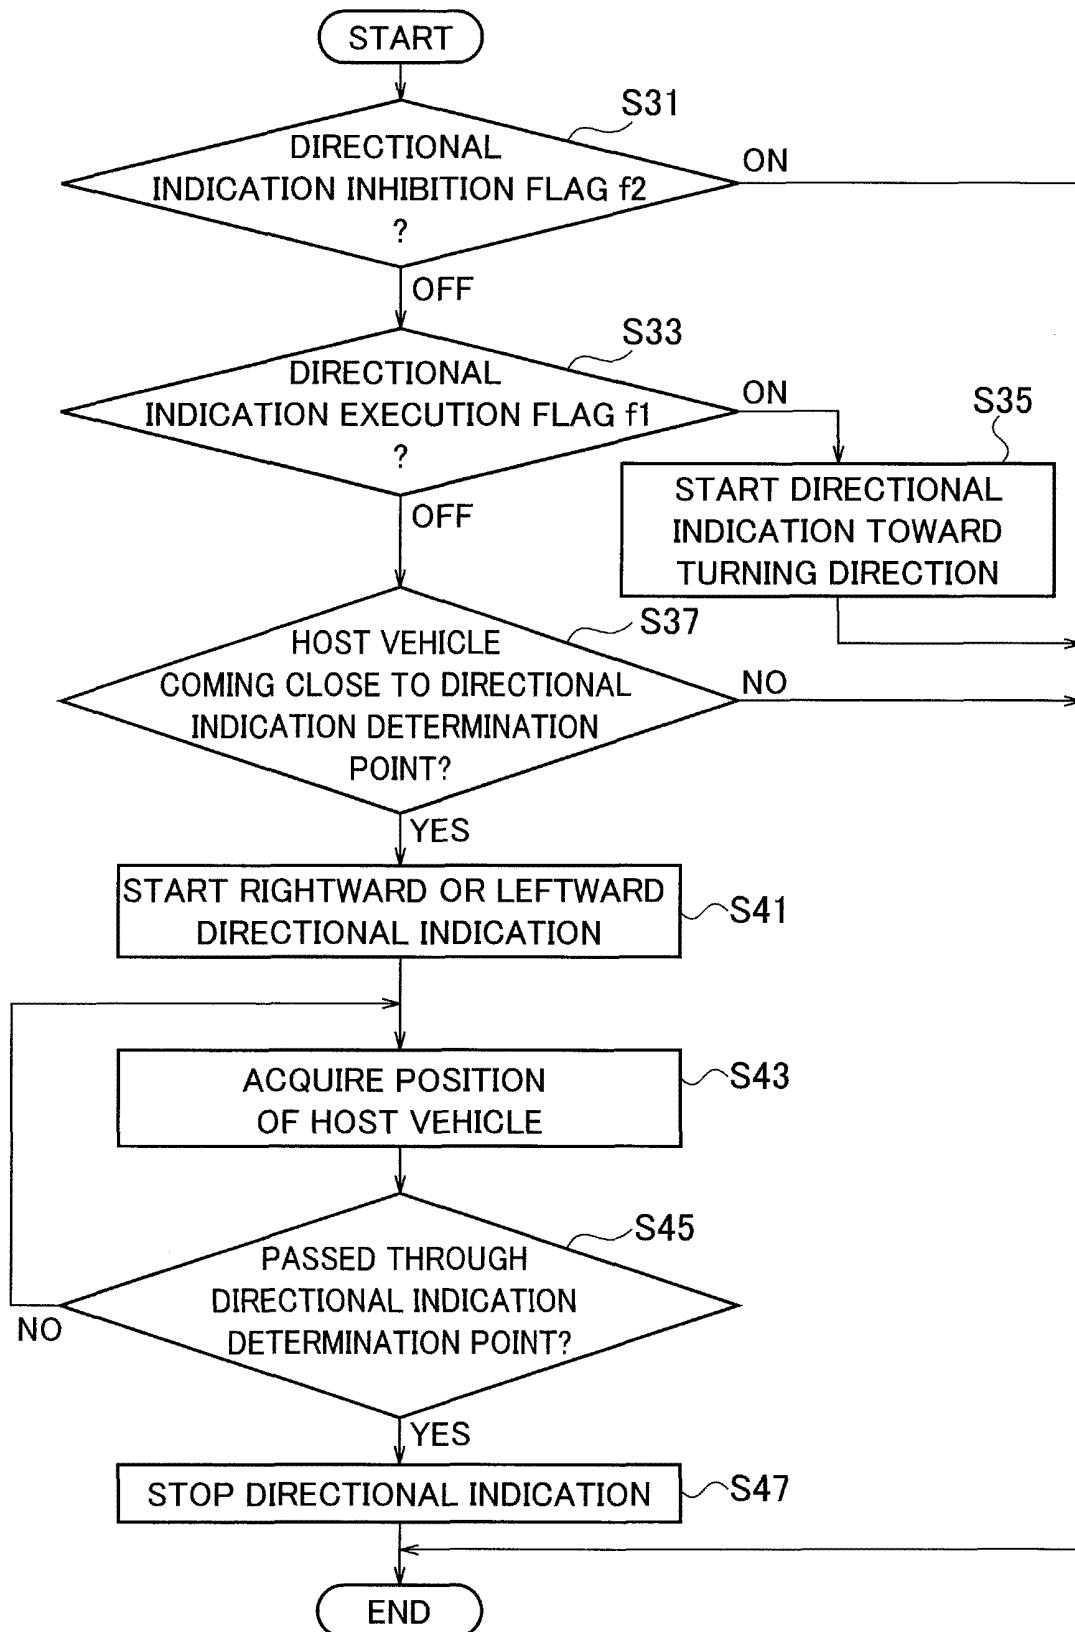 START
S31
DIRECTIONAL
INDICATION INHIBITION FLAG f2
?
ON
OFF
S33
DIRECTIONAL
INDICATION EXECUTION FLAG f1
?
ON
OFF
S35
START DIRECTIONAL
INDICATION TOWARD
TURNING DIRECTION
S37
HOST VEHICLE
COMING CLOSE TO DIRECTIONAL
INDICATION DETERMINATION
POINT?
NO
YES
START RIGHTWARD OR LEFTWARD
DIRECTIONAL INDICATION
S41
ACQUIRE POSITION
OF HOST VEHICLE
S43
S45
PASSED THROUGH
DIRECTIONAL INDICATION
DETERMINATION POINT?
NO
YES
STOP DIRECTIONAL INDICATION
S47
END